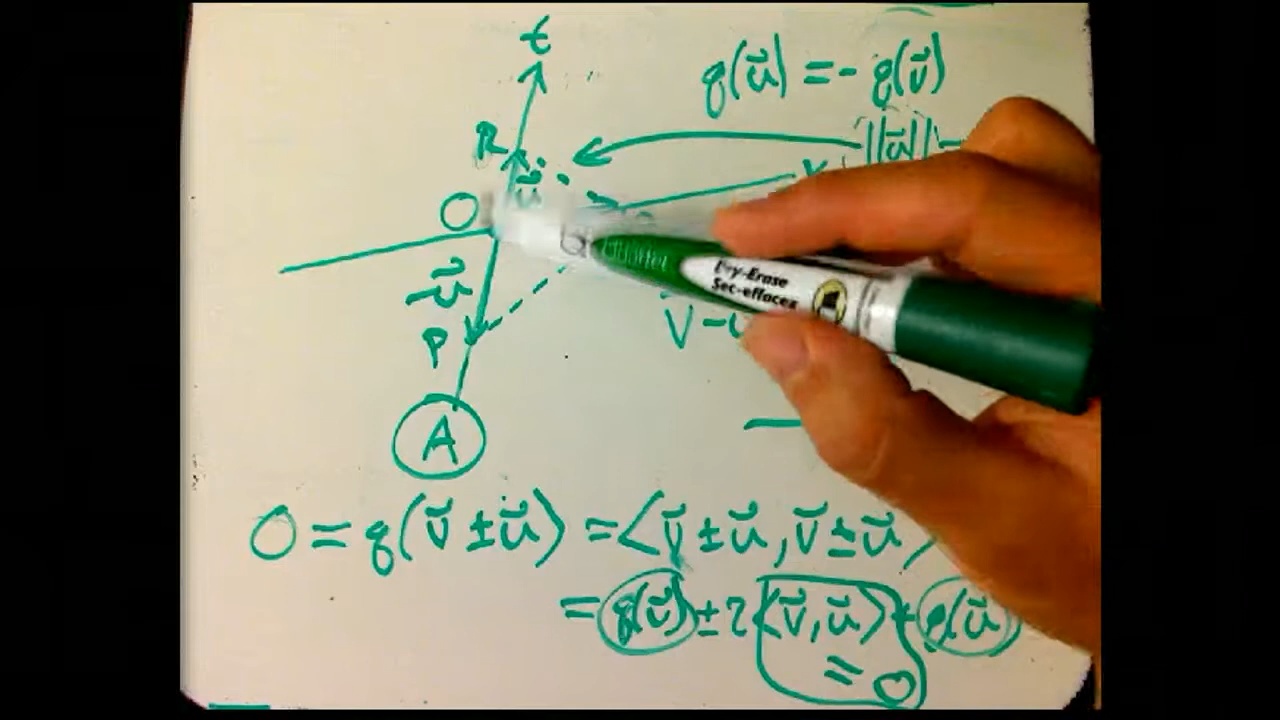 t
q(u⃗) = - q(v⃗)
R
||u⃗||
u⃗
O
Dry-Erase
Sec-effaces
-u⃗
P
v⃗ - u
A
0 = q(v⃗ ± u⃗) = ⟨v⃗ ± u⃗, v⃗ ± u⃗⟩
= q(v⃗) ± 2⟨v⃗, u⃗⟩ + q(u⃗)
= 0